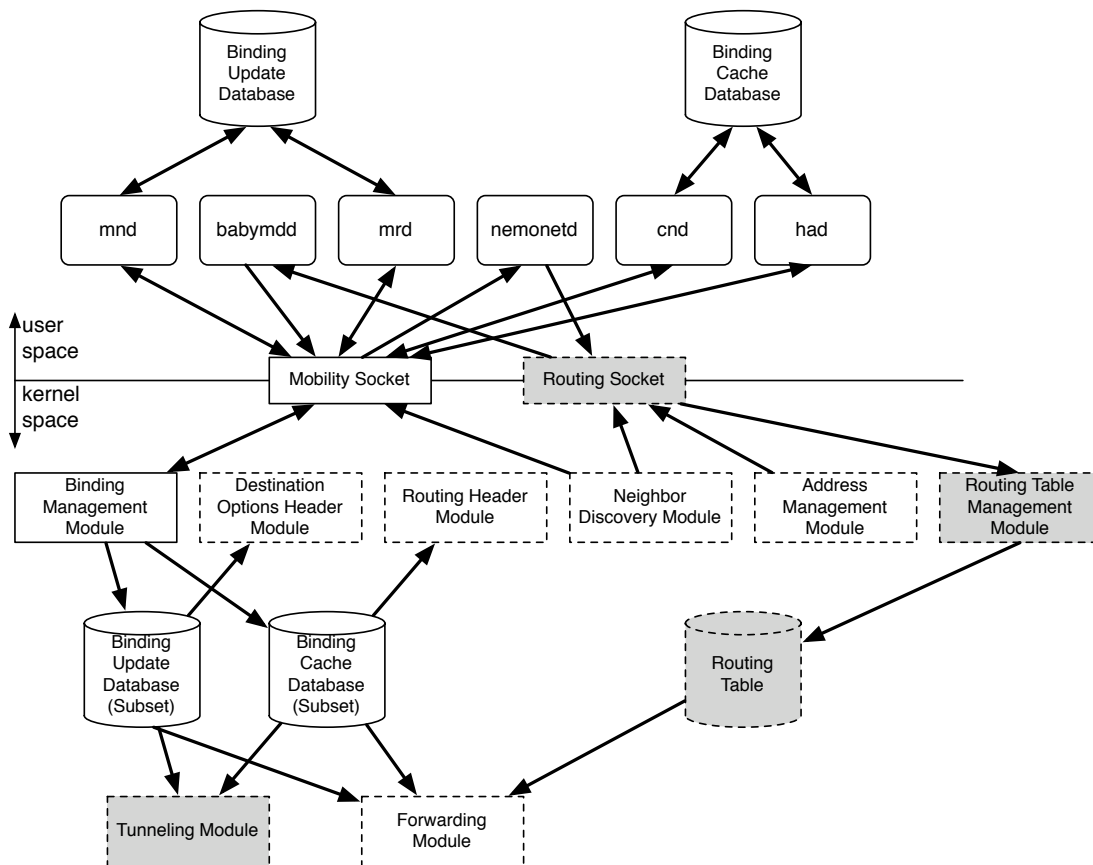 Binding
Update
Database
Binding
Cache
Database
mnd
babymdd
mrd
nemonetd
cnd
had
user
space
Mobility Socket
Routing Socket
kernel
space
Binding
Management
Module
Destination
Options Header
Module
Routing Header
Module
Neighbor
Discovery Module
Address
Management
Module
Routing Table
Management
Module
Binding
Update
Database
(Subset)
Binding
Cache
Database
(Subset)
Routing
Table
Tunneling Module
Forwarding
Module